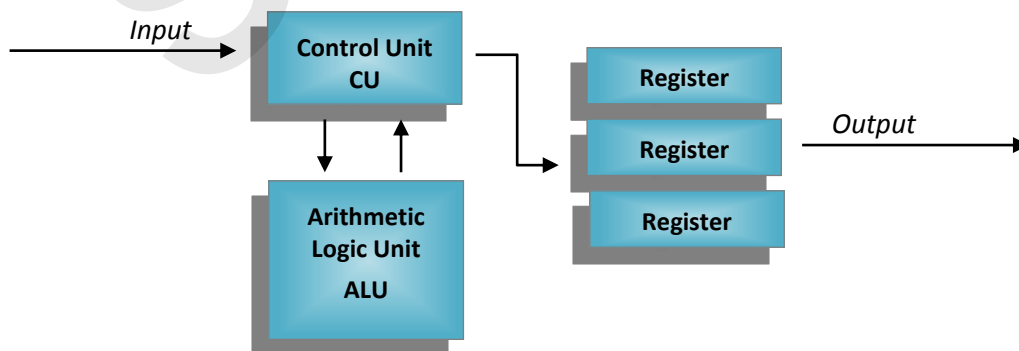 Input
Control Unit
CU
Register
Register
Register
Output
Arithmetic
Logic Unit
ALU